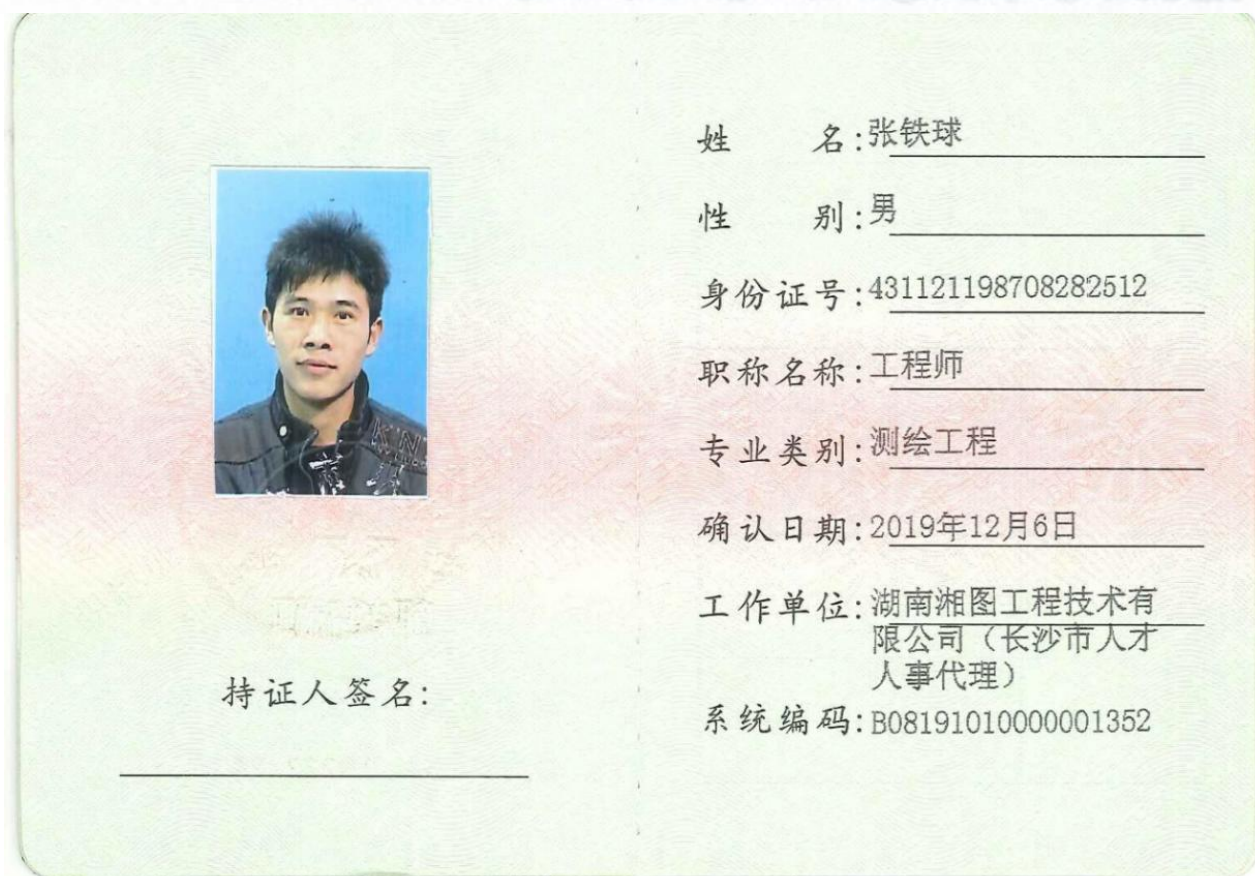 姓名:张铁球
性别:男
身份证号:431121198708282512
职称名称:工程师
专业类别:测绘工程
确认日期:2019年12月6日
工作单位:湖南湘图工程技术有
限公司（长沙市人才
人事代理）
系统编码:B08191010000001352
持证人签名: